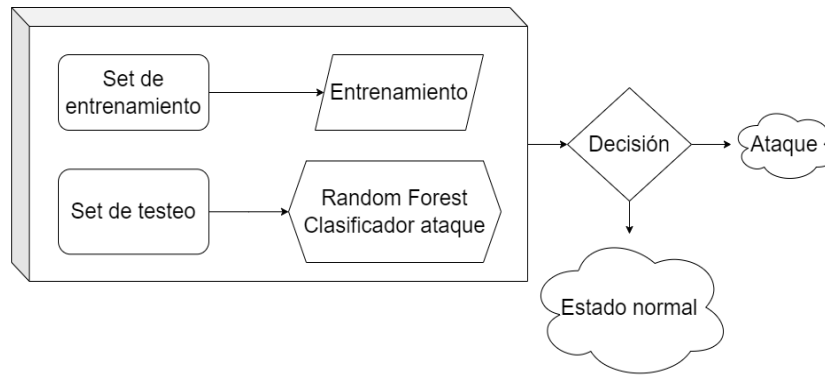 Set de
entrenamiento
Entrenamiento
Decisión
Ataque
Set de testeo
Random Forest
Clasificador ataque
Estado normal